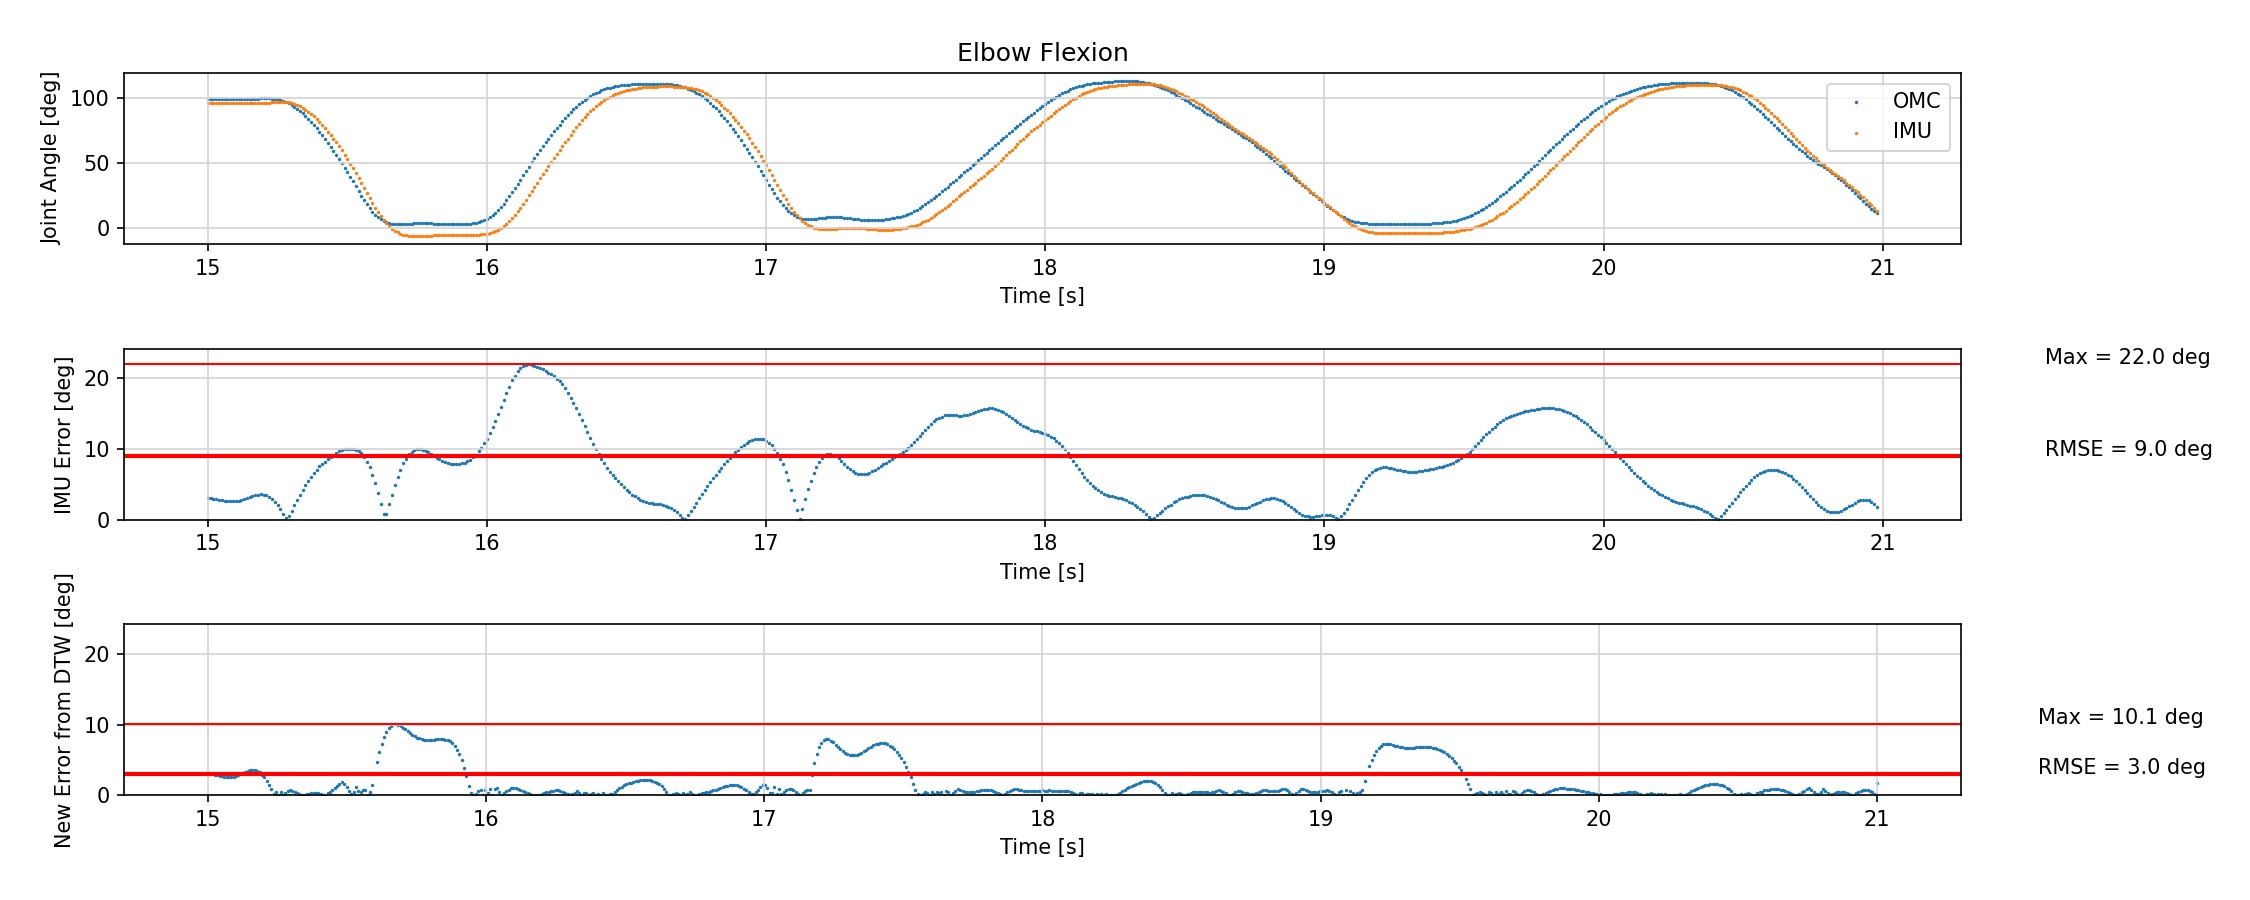 Elbow Flexion
Joint Angle [deg]
100
50
0
OMC
IMU
15 16 17 18 19 20 21
Time [s]
IMU Error [deg]
20
10
0
Max = 22.0 deg
RMSE = 9.0 deg
15 16 17 18 19 20 21
Time [s]
New Error from DTW [deg]
20
10
0
Max = 10.1 deg
RMSE = 3.0 deg
15 16 17 18 19 20 21
Time [s]